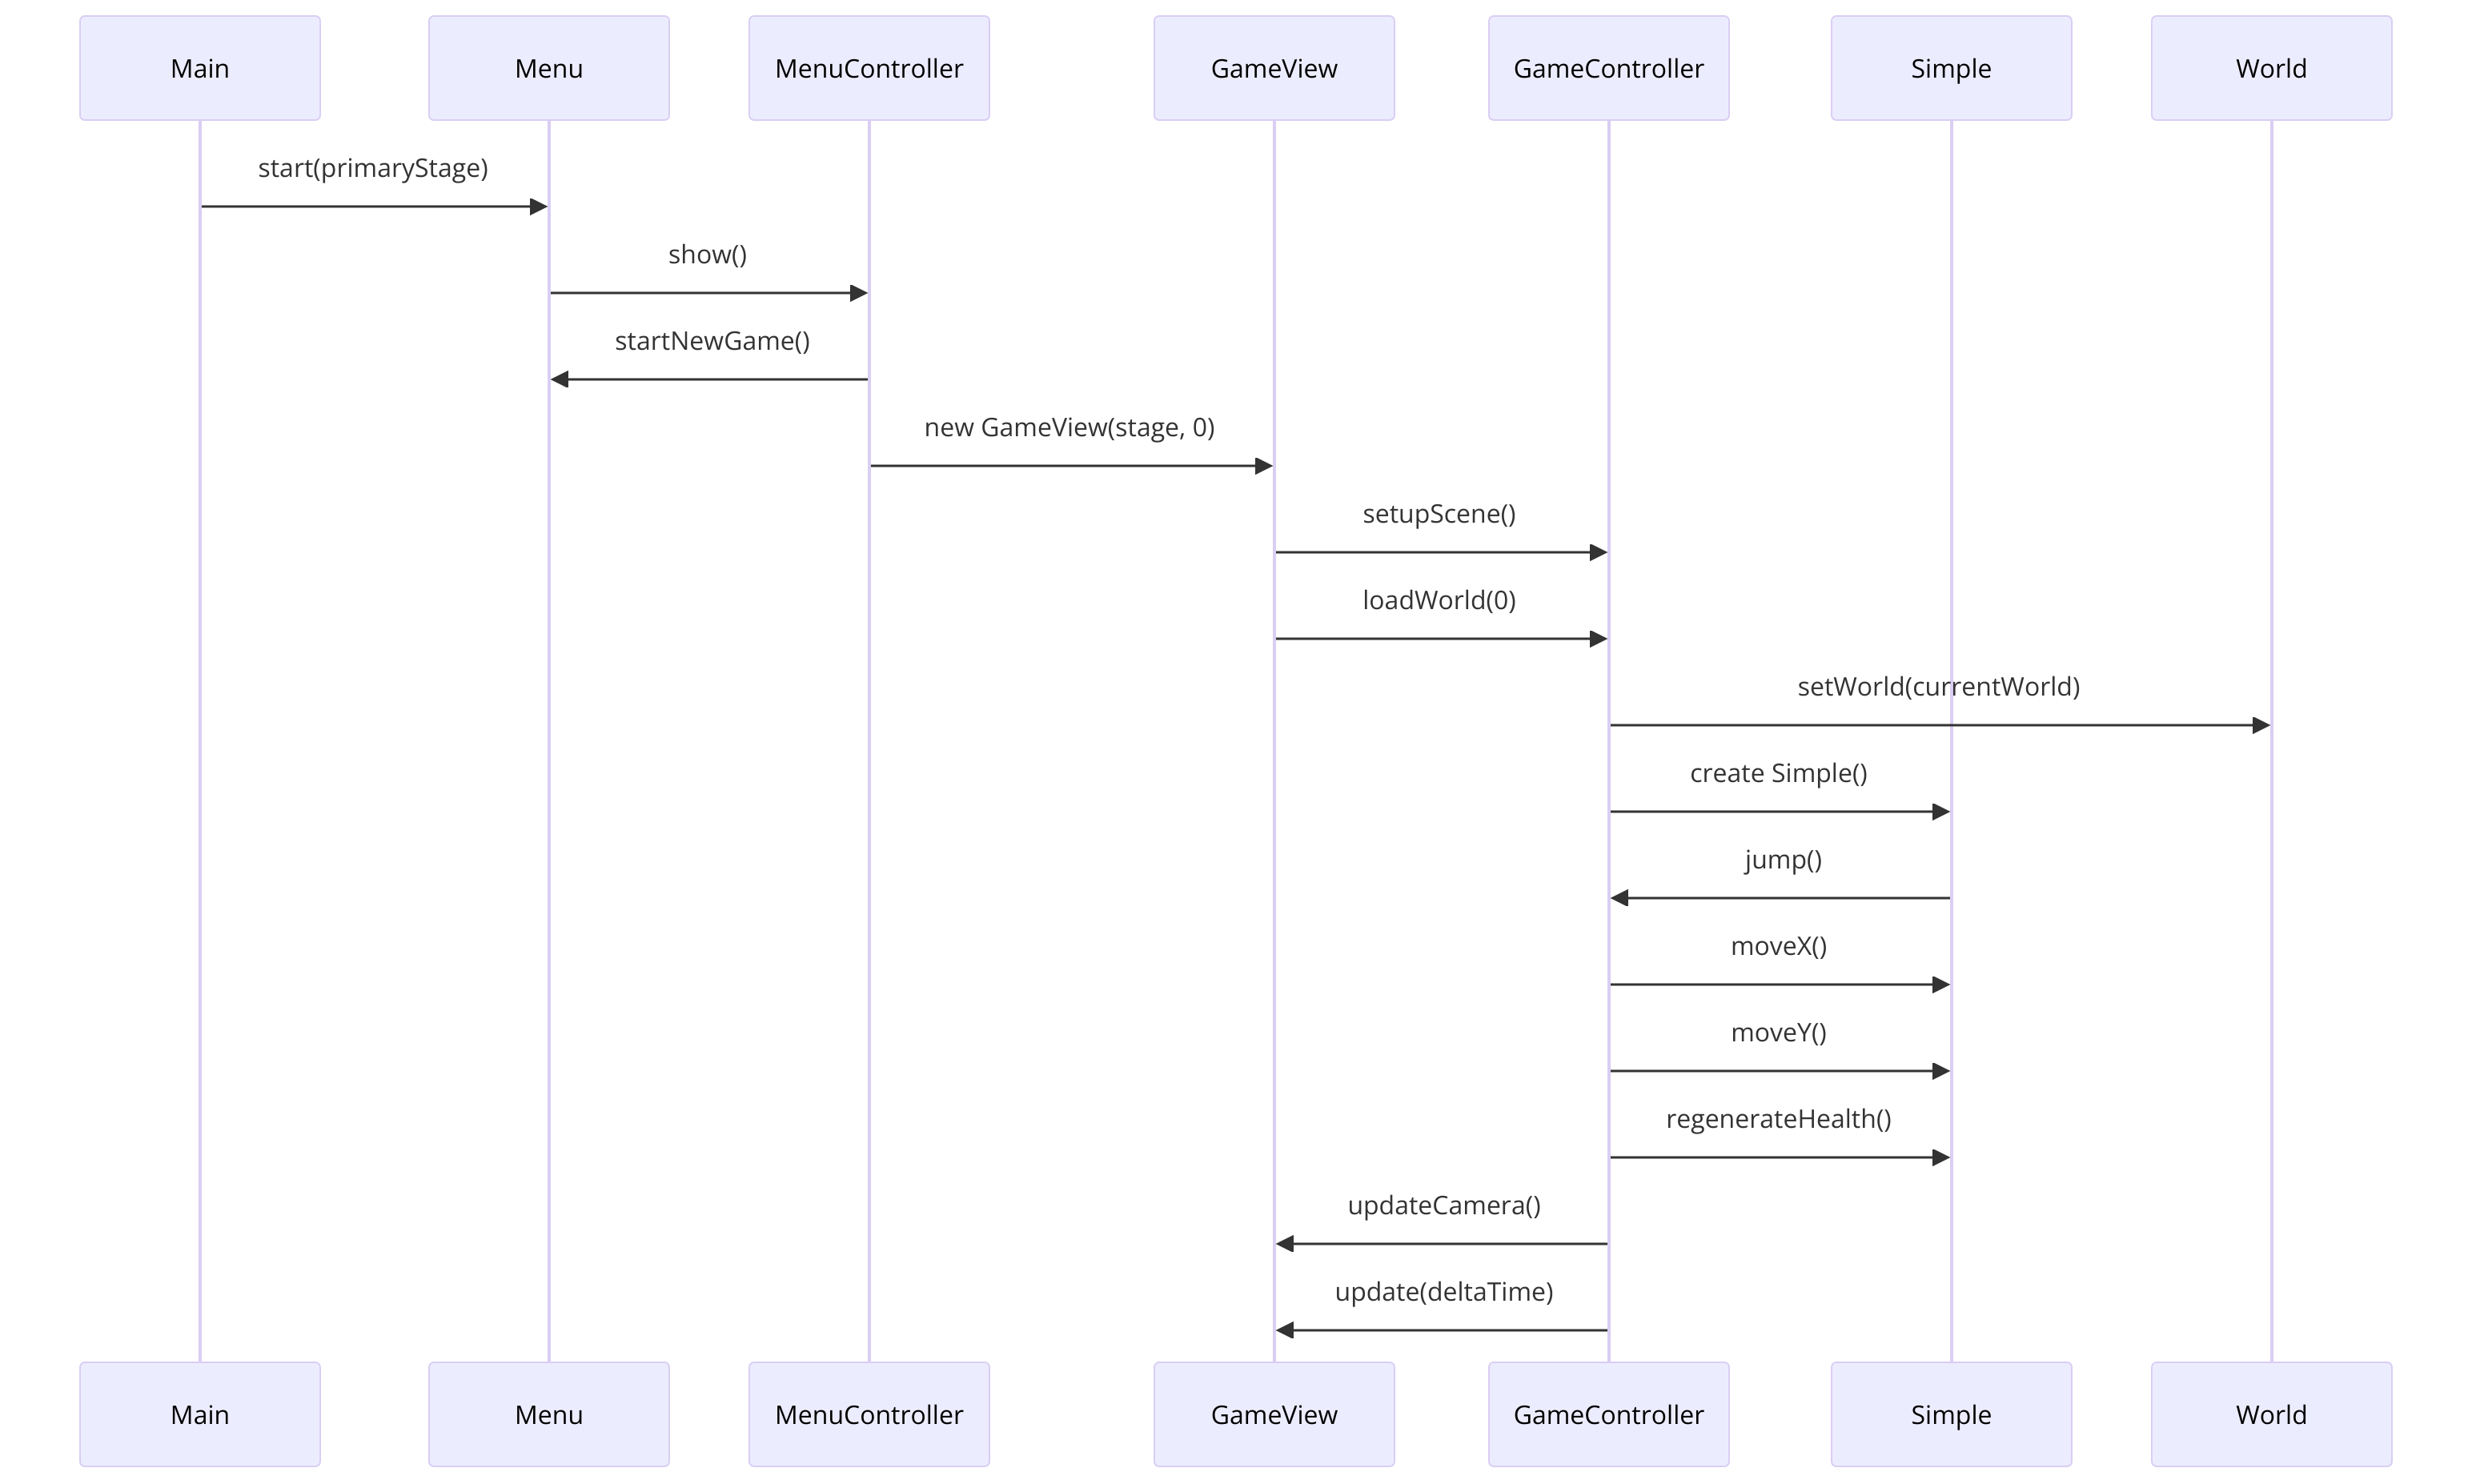 Main
Menu
MenuController
GameView
GameController
Simple
World
start(primaryStage)
show()
startNewGame()
new GameView(stage, 0)
setupScene()
loadWorld(0)
setWorld(currentWorld)
create Simple()
jump()
moveX()
moveY()
regenerateHealth()
updateCamera()
update(deltaTime)
Main
Menu
MenuController
GameView
GameController
Simple
World